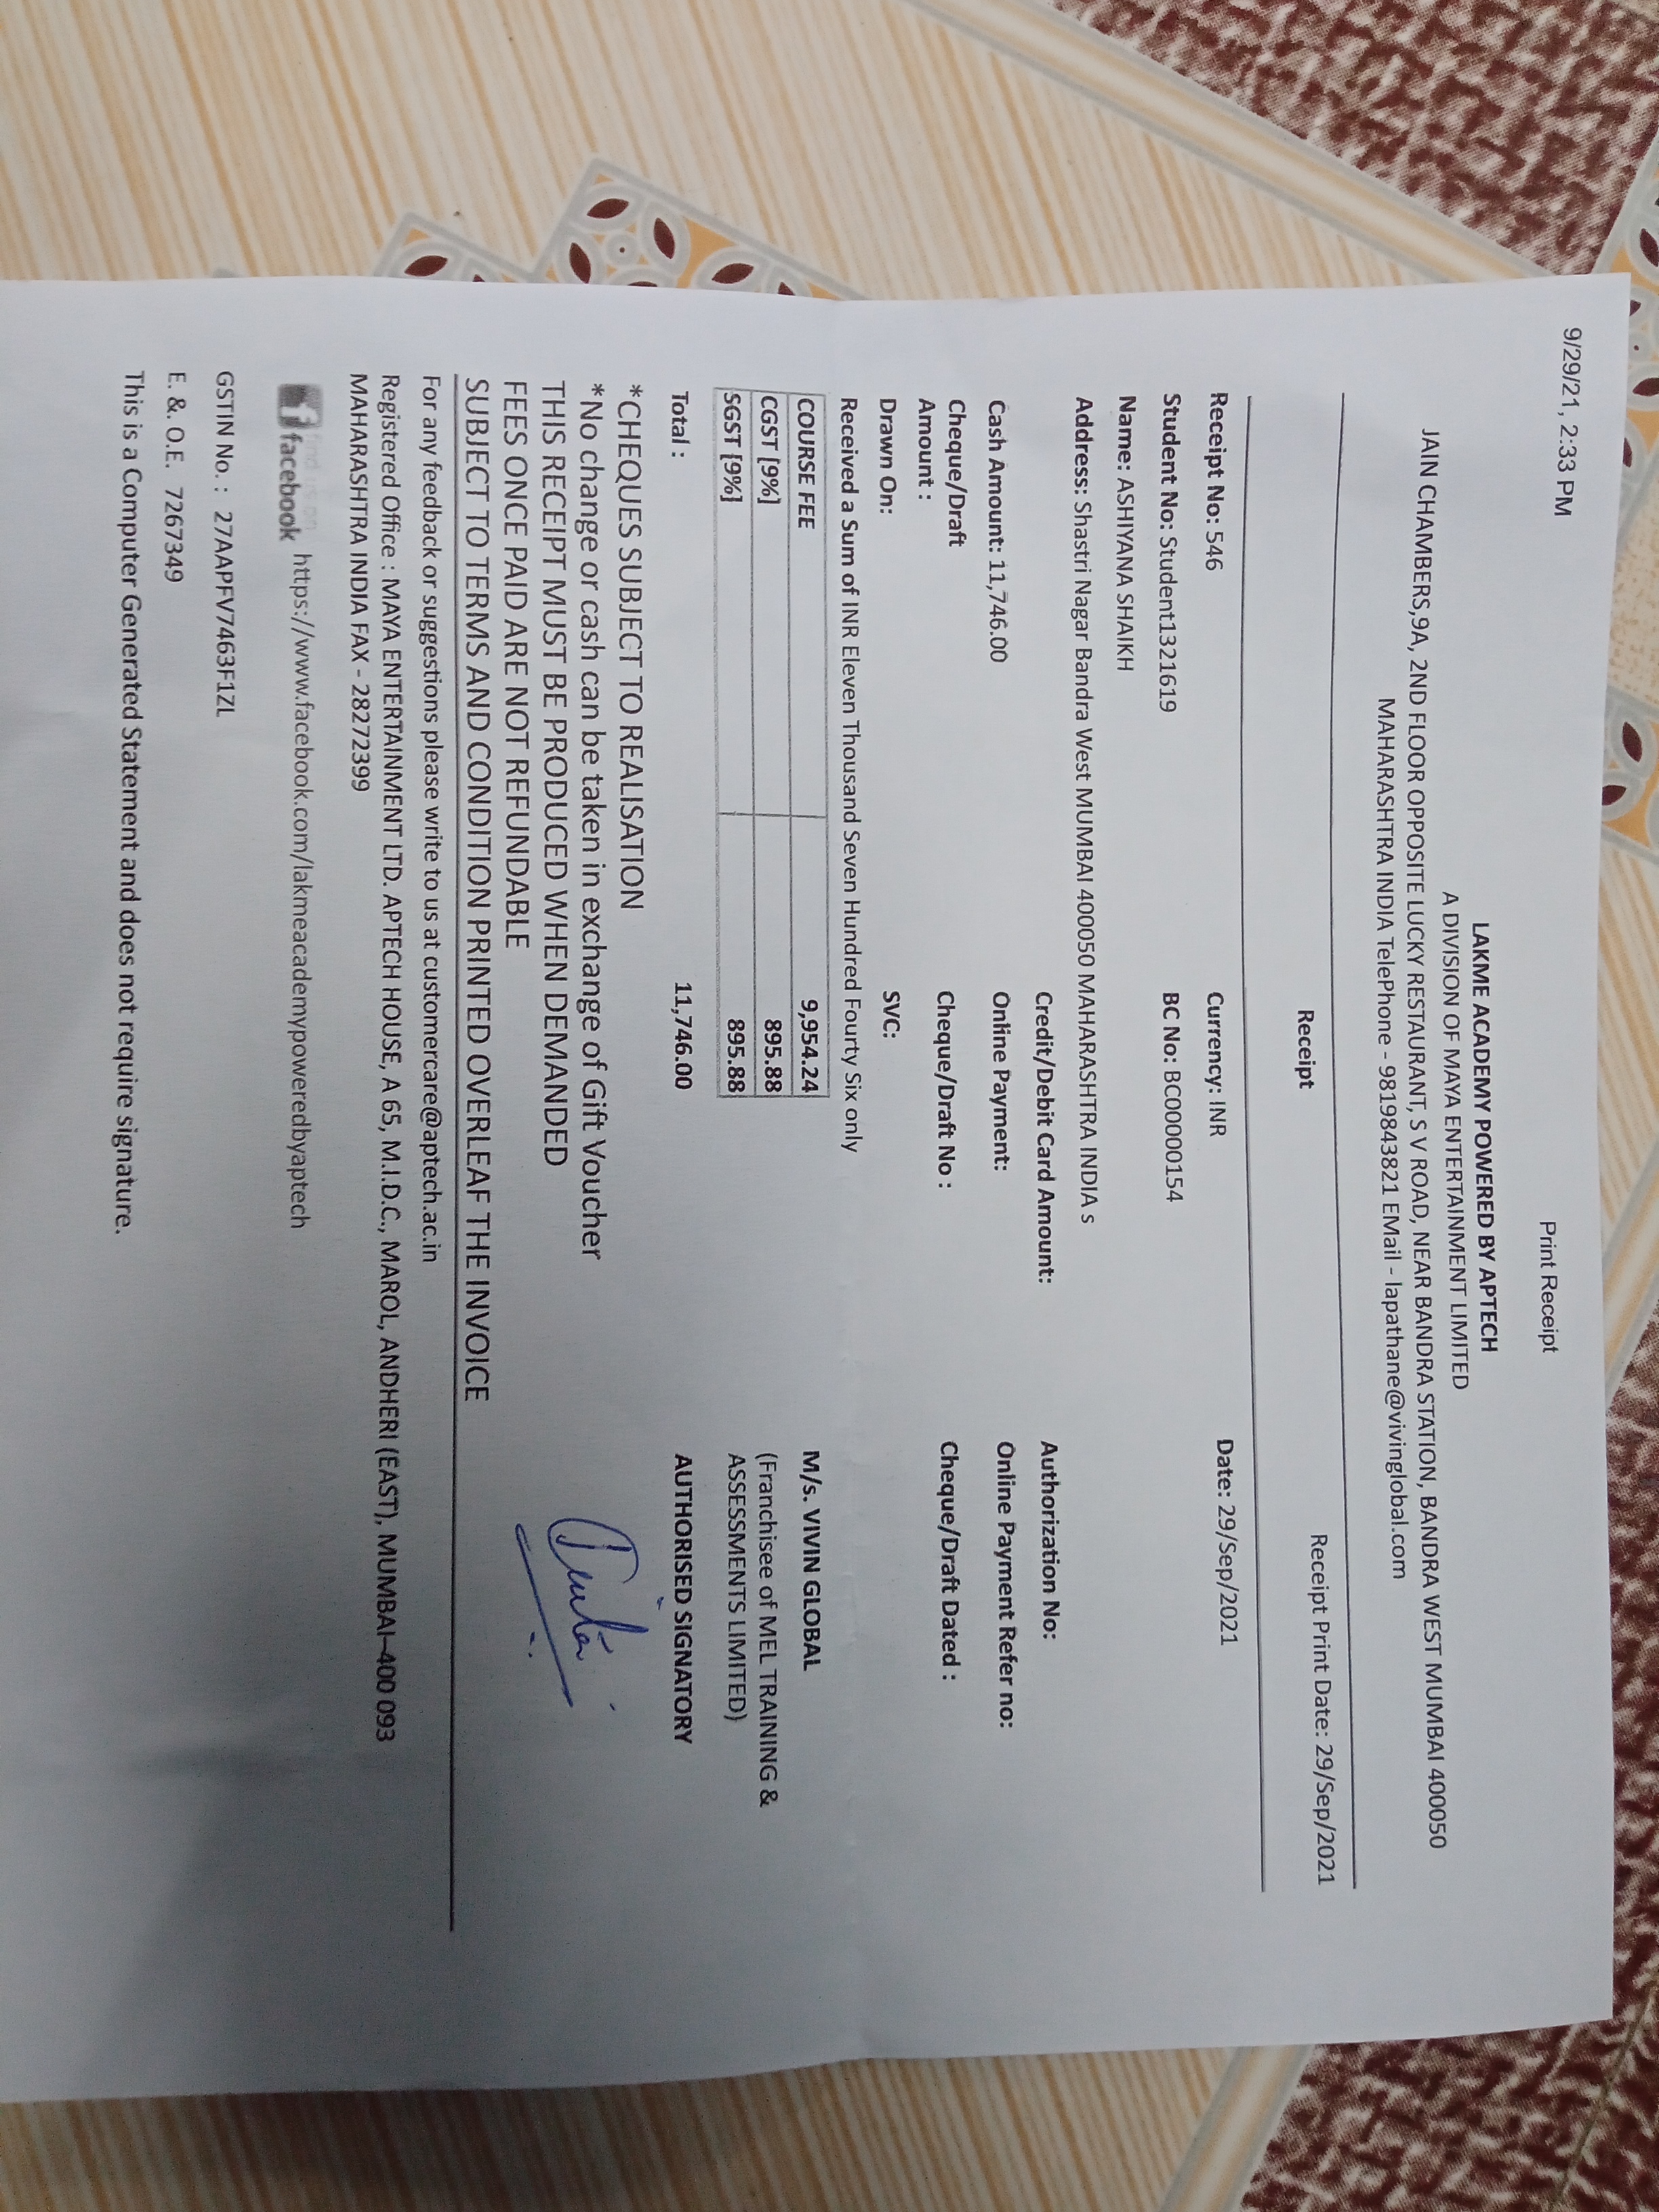 9/29/21, 2:33 PM Print Receipt
LAKME ACADEMY POWERED BY APTECH
A DIVISION OF MAYA ENTERTAINMENT LIMITED
JAIN CHAMBERS,9A, 2ND FLOOR OPPOSITE LUCKY RESTAURANT, S V ROAD, NEAR BANDRA STATION, BANDRA WEST MUMBAI 400050
MAHARASHTRA INDIA TelePhone - 9819843821 EMail - lapathane@vivinglobal.com
Receipt Receipt Print Date: 29/Sep/2021
Receipt No: 546 Currency: INR Date: 29/Sep/2021
Student No: Student1321619 BC No: BC00000154
Name: ASHIYANA SHAIKH
Address: Shastri Nagar Bandra West MUMBAI 400050 MAHARASHTRA INDIA s
Credit/Debit Card Amount: Authorization No:
Cash Amount: 11,746.00 Online Payment: Online Payment Refer no:
Cheque/Draft
Amount : Cheque/Draft No : Cheque/Draft Dated :
Drawn On: SVC:
Received a Sum of INR Eleven Thousand Seven Hundred Fourty Six only
COURSE FEE 9,954.24 M/s. VIVIN GLOBAL
CGST [9%] 895.88 (Franchisee of MEL TRAINING &
SGST [9%] 895.88 ASSESSMENTS LIMITED)
Total : 11,746.00 AUTHORISED SIGNATORY
*CHEQUES SUBJECT TO REALISATION
*No change or cash can be taken in exchange of Gift Voucher
THIS RECEIPT MUST BE PRODUCED WHEN DEMANDED
FEES ONCE PAID ARE NOT REFUNDABLE
SUBJECT TO TERMS AND CONDITION PRINTED OVERLEAF THE INVOICE
For any feedback or suggestions please write to us at customercare@aptech.ac.in
Registered Office : MAYA ENTERTAINMENT LTD. APTECH HOUSE, A 65, M.I.D.C., MAROL, ANDHERI (EAST), MUMBAI–400 093
MAHARASHTRA INDIA FAX - 28272399
find us on
facebook https://www.facebook.com/lakmeacademypoweredbyaptech
GSTIN No. : 27AAPFV7463F1ZL
E. &. O.E. 7267349
This is a Computer Generated Statement and does not require signature.